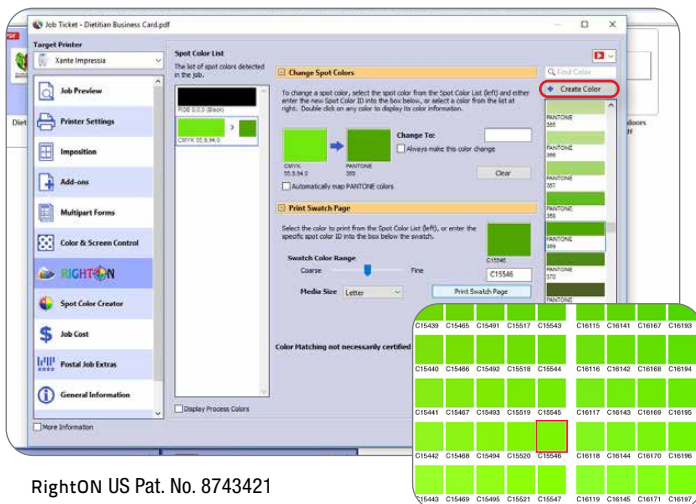 Job Ticket - Dietitian Business Card.pdf
Target Printer
Xante Impressia
Job Preview
Printer Settings
Imposition
Add-ons
Multipart Forms
Color & Screen Control
RIGHTON
Spot Color Creator
Job Cost
Postal Job Extras
General Information
More Information
Spot Color List
The list of spot colors detected
in the job.
RGB 0,0,0 (Black)
CMYK 55,9,94,0
Display Process Colors
Change Spot Colors
To change a spot color, select the spot color from the Spot Color List (left) and either
enter the new Spot Color ID into the box below, or select a color from the list at
right. Double click on any color to display its color information.
CMYK
55,9,94,0
PANTONE
369
Change To:
Always make this color change
Clear
Automatically map PANTONE colors
Print Swatch Page
Select the color to print from the Spot Color List (left), or enter the
specific spot color ID into the box below the swatch.
Swatch Color Range
Coarse
Fine
C15546
C15546
Media Size
Letter
Print Swatch Page
Color Matching not necessarily certified
Find Color
Create Color
PANTONE
365
PANTONE
366
PANTONE
367
PANTONE
368
PANTONE
369
PANTONE
370
PANTONE
C15439 C15465 C15491 C15517 C15543 C16115 C16141 C16167 C16193
C15440 C15466 C15492 C15518 C15544 C16116 C16142 C16168 C16194
C15441 C15467 C15493 C15519 C15545 C16117 C16143 C16169 C16195
C15442 C15468 C15494 C15520 C15546 C16118 C16144 C16170 C16196
C15443 C15469 C15495 C15521 C15547 C16119 C16145 C16171 C16197
RightON US Pat. No. 8743421